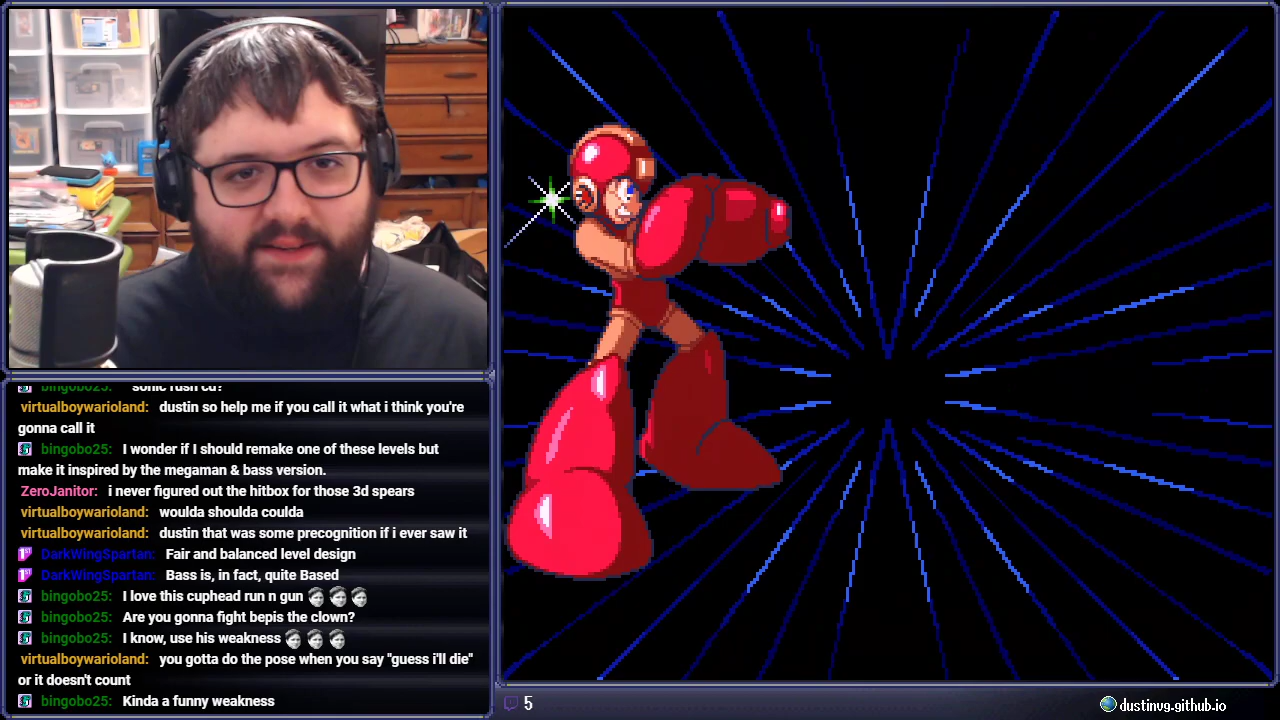 bingobo25: sonic rush cd?
virtualboywarioland: dustin so help me if you call it what i think you're
gonna call it
bingobo25: I wonder if I should remake one of these levels but
make it inspired by the megaman & bass version.
ZeroJanitor: i never figured out the hitbox for those 3d spears
virtualboywarioland: woulda shoulda coulda
virtualboywarioland: dustin that was some precognition if i ever saw it
1ST DarkWingSpartan: Fair and balanced level design
1ST DarkWingSpartan: Bass is, in fact, quite Based
bingobo25: I love this cuphead run n gun
bingobo25: Are you gonna fight bepis the clown?
bingobo25: I know, use his weakness
virtualboywarioland: you gotta do the pose when you say "guess i'll die"
or it doesn't count
bingobo25: Kinda a funny weakness
5
dustinvg.github.io